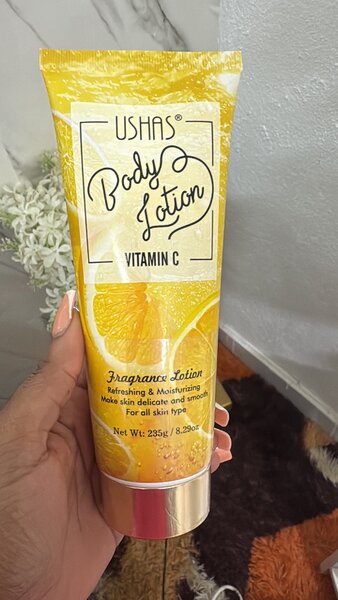 USHAS®
Body
Lotion
VITAMIN C
Fragrance Lotion
Refreshing & Moisturizing
Make skin delicate and smooth
For all skin type
Net Wt: 235g / 8.29oz